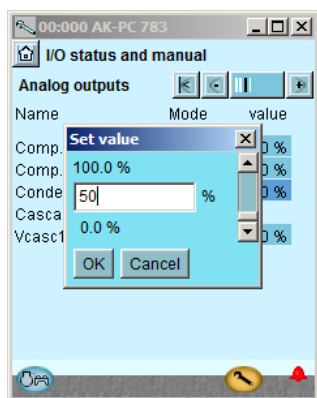 00:000 AK-PC 783
I/O status and manual
Analog outputs
Name Mode value
Set value
Comp. 0 %
100.0 %
Comp. 0 %
Conde 50 % 0 %
Casca
0.0 %
Vcasc1 0 %
OK Cancel